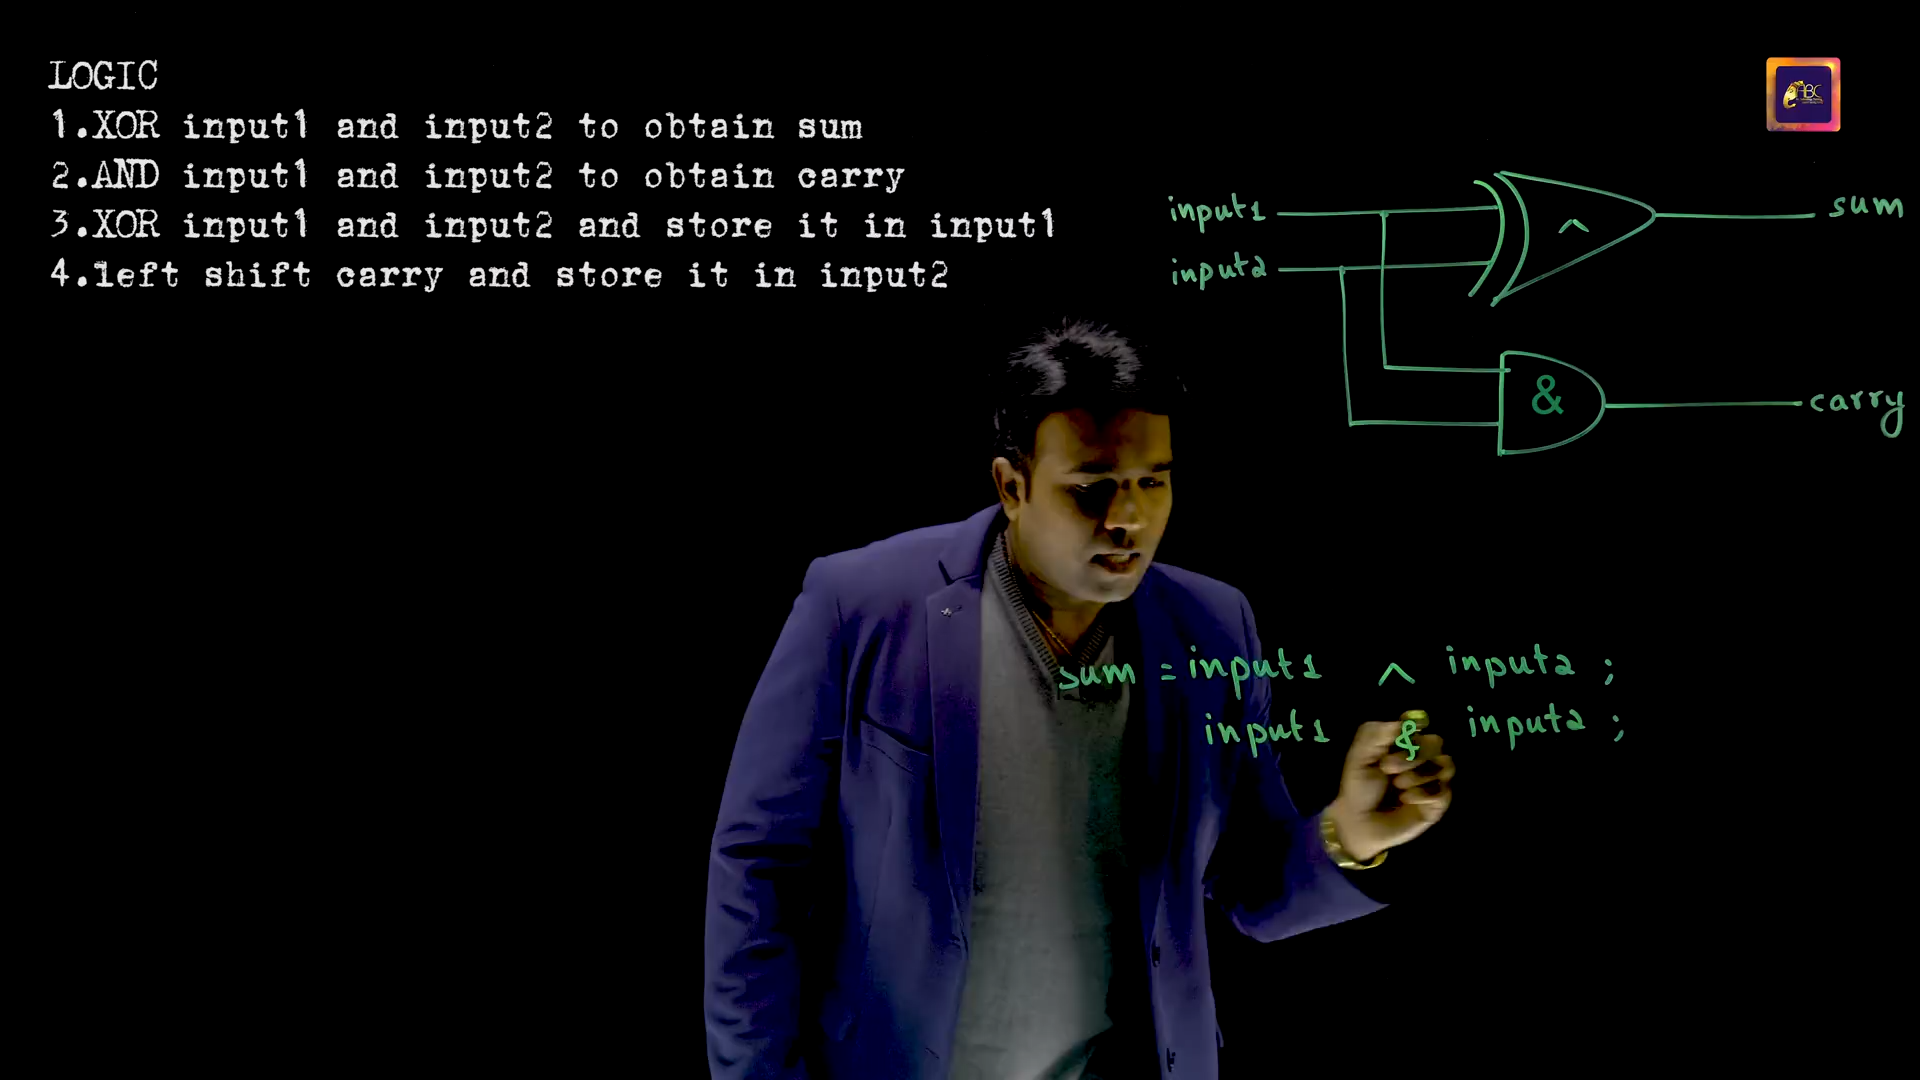 LOGIC
1.XOR input1 and input2 to obtain sum
2.AND input1 and input2 to obtain carry
3.XOR input1 and input2 and store it in input1
4.left shift carry and store it in input2
ABC
input1
^
sum
input2
&
carry
sum = input1 ^ input2 ;
input1 & input2 ;